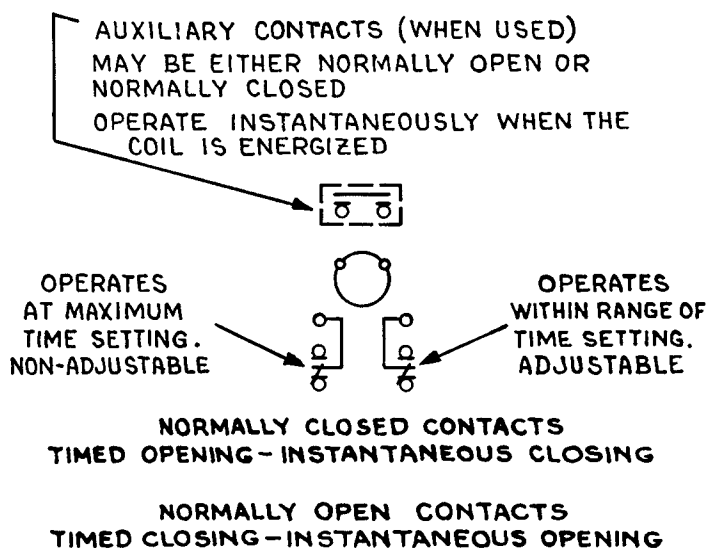 AUXILIARY CONTACTS (WHEN USED)
MAY BE EITHER NORMALLY OPEN OR
NORMALLY CLOSED
OPERATE INSTANTANEOUSLY WHEN THE
COIL IS ENERGIZED
OPERATES
AT MAXIMUM
TIME SETTING.
NON-ADJUSTABLE
OPERATES
WITHIN RANGE OF
TIME SETTING.
ADJUSTABLE
NORMALLY CLOSED CONTACTS
TIMED OPENING-INSTANTANEOUS CLOSING
NORMALLY OPEN CONTACTS
TIMED CLOSING-INSTANTANEOUS OPENING